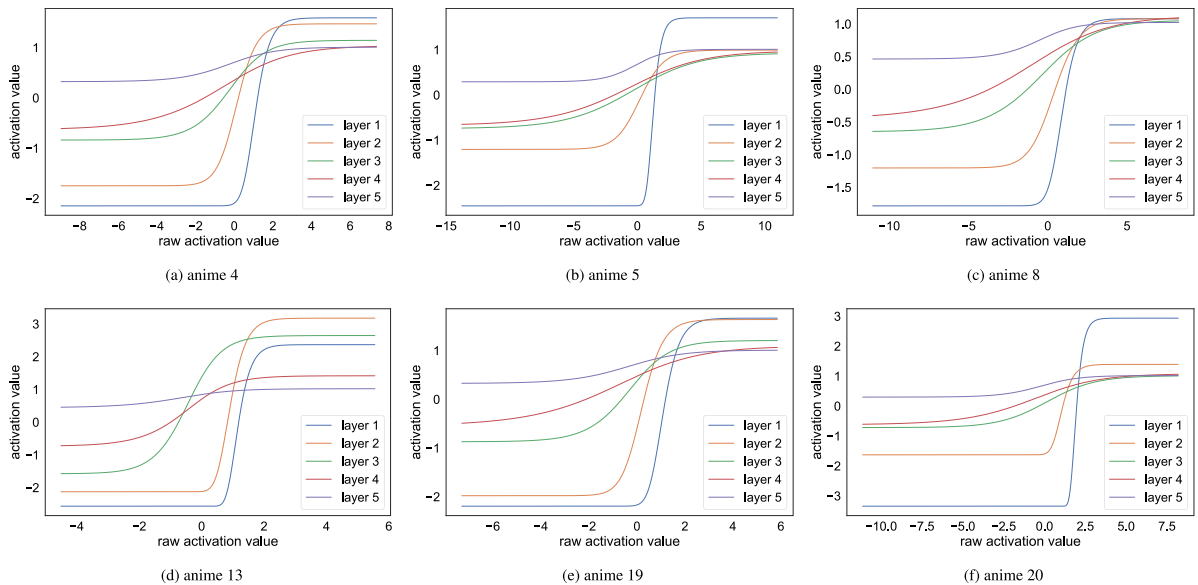 activation value
1
0
−1
−2
layer 1
layer 2
layer 3
layer 4
layer 5
−8 −6 −4 −2 0 2 4 6
raw activation value
(a) anime 4
activation value
1
0
−1
−2
layer 1
layer 2
layer 3
layer 4
layer 5
−15 −10 −5 0 5 10
raw activation value
(b) anime 5
activation value
1.0
0.5
0.0
−0.5
−1.0
−1.5
layer 1
layer 2
layer 3
layer 4
layer 5
−10 −5 0 5
raw activation value
(c) anime 8
activation value
3
2
1
0
−1
−2
layer 1
layer 2
layer 3
layer 4
layer 5
−4 −2 0 2 4 6
raw activation value
(d) anime 13
activation value
1
0
−1
−2
layer 1
layer 2
layer 3
layer 4
layer 5
−6 −4 −2 0 2 4 6
raw activation value
(e) anime 19
activation value
3
2
1
0
−1
−2
−3
layer 1
layer 2
layer 3
layer 4
layer 5
−10.0 −7.5 −5.0 −2.5 0.0 2.5 5.0 7.5
raw activation value
(f) anime 20